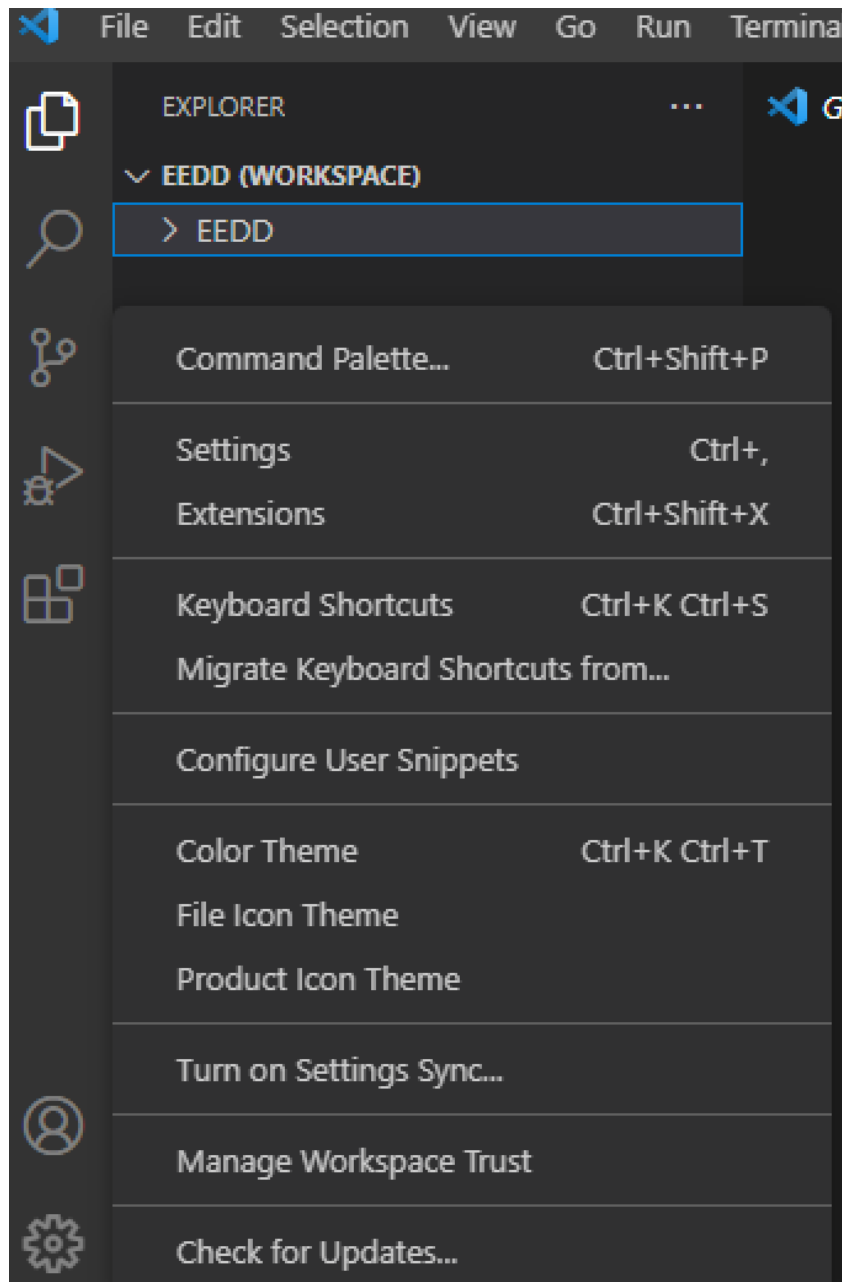 File Edit Selection View Go Run Termina
EXPLORER ...
G
EEDD (WORKSPACE)
EEDD
Command Palette... Ctrl+Shift+P
Settings Ctrl+,
Extensions Ctrl+Shift+X
Keyboard Shortcuts Ctrl+K Ctrl+S
Migrate Keyboard Shortcuts from...
Configure User Snippets
Color Theme Ctrl+K Ctrl+T
File Icon Theme
Product Icon Theme
Turn on Settings Sync...
Manage Workspace Trust
Check for Updates...